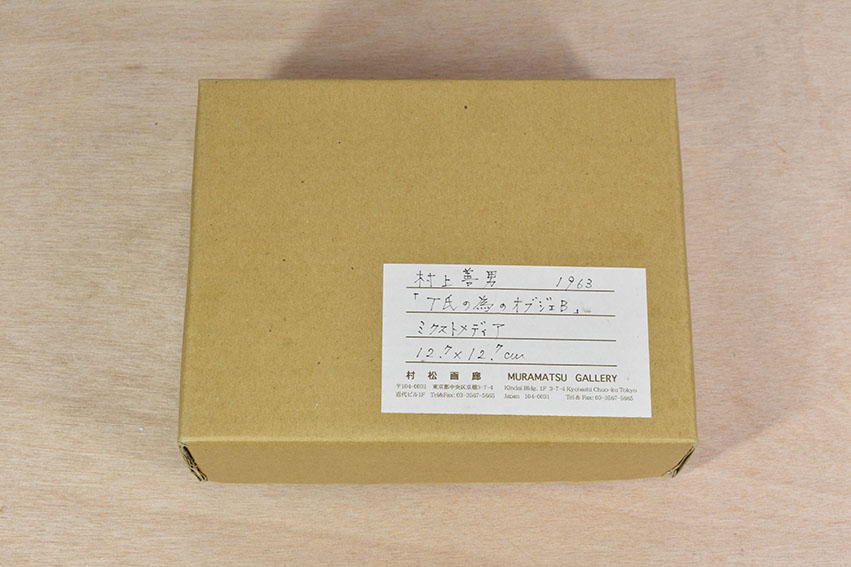 村上善男 1963
「T氏の為のオブジェB」
ミクストメディア
12.7×12.7cm
村松画廊 MURAMATSU GALLERY
〒104-0031 東京都中央区京橋3-7-4 Kindai Bldg. 1F 3-7-4 Kyobashi Chuo-ku Tokyo
近代ビル1F Tel&Fax: 03-3567-5665 Japan 104-0031 Tel & Fax: 03-3567-5665